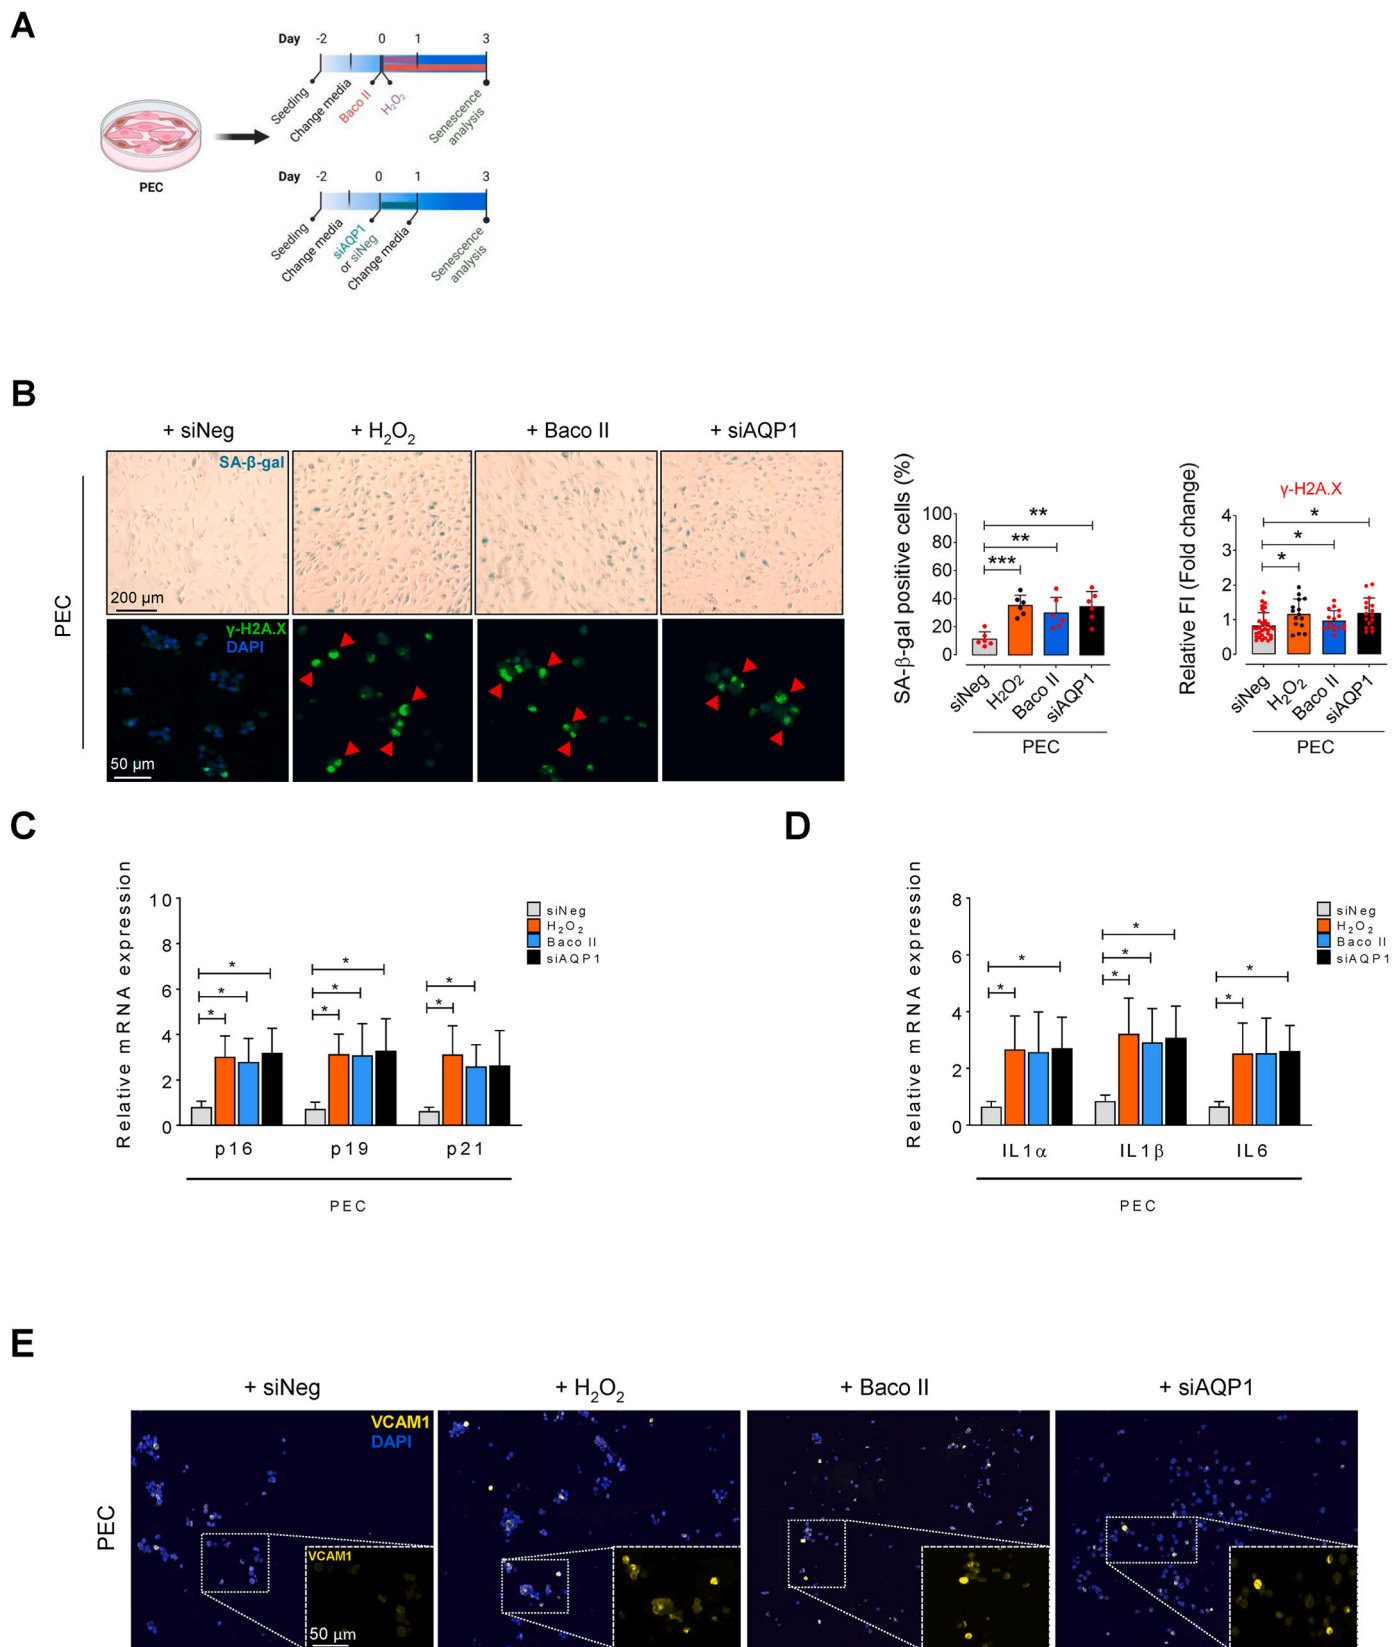 A
Day -2 0 1 3
Seeding
Change media
Baco II
H₂O₂
Senescence
analysis
PEC
Day -2 0 1 3
Seeding
Change media
siAQP1
or siNeg
Change media
Senescence
analysis
B
+ siNeg + H₂O₂ + Baco II + siAQP1
PEC
SA-β-gal
200 µm
γ-H2A.X
DAPI
50 µm
SA-β-gal positive cells (%)
100
80
60
40
20
0
**
**
***
siNeg H₂O₂ Baco II siAQP1
PEC
γ-H2A.X
Relative FI (Fold change)
4
3
2
1
0
*
*
*
siNeg H₂O₂ Baco II siAQP1
PEC
C
Relative mRNA expression
10
8
6
4
2
0
* * *
* * *
* *
siNeg
H₂O₂
Baco II
siAQP1
p16 p19 p21
PEC
D
Relative mRNA expression
8
6
4
2
0
*
* * *
* * *
siNeg
H₂O₂
Baco II
siAQP1
IL1α IL1β IL6
PEC
E
+ siNeg + H₂O₂ + Baco II + siAQP1
PEC
VCAM1
DAPI
VCAM1
50 µm